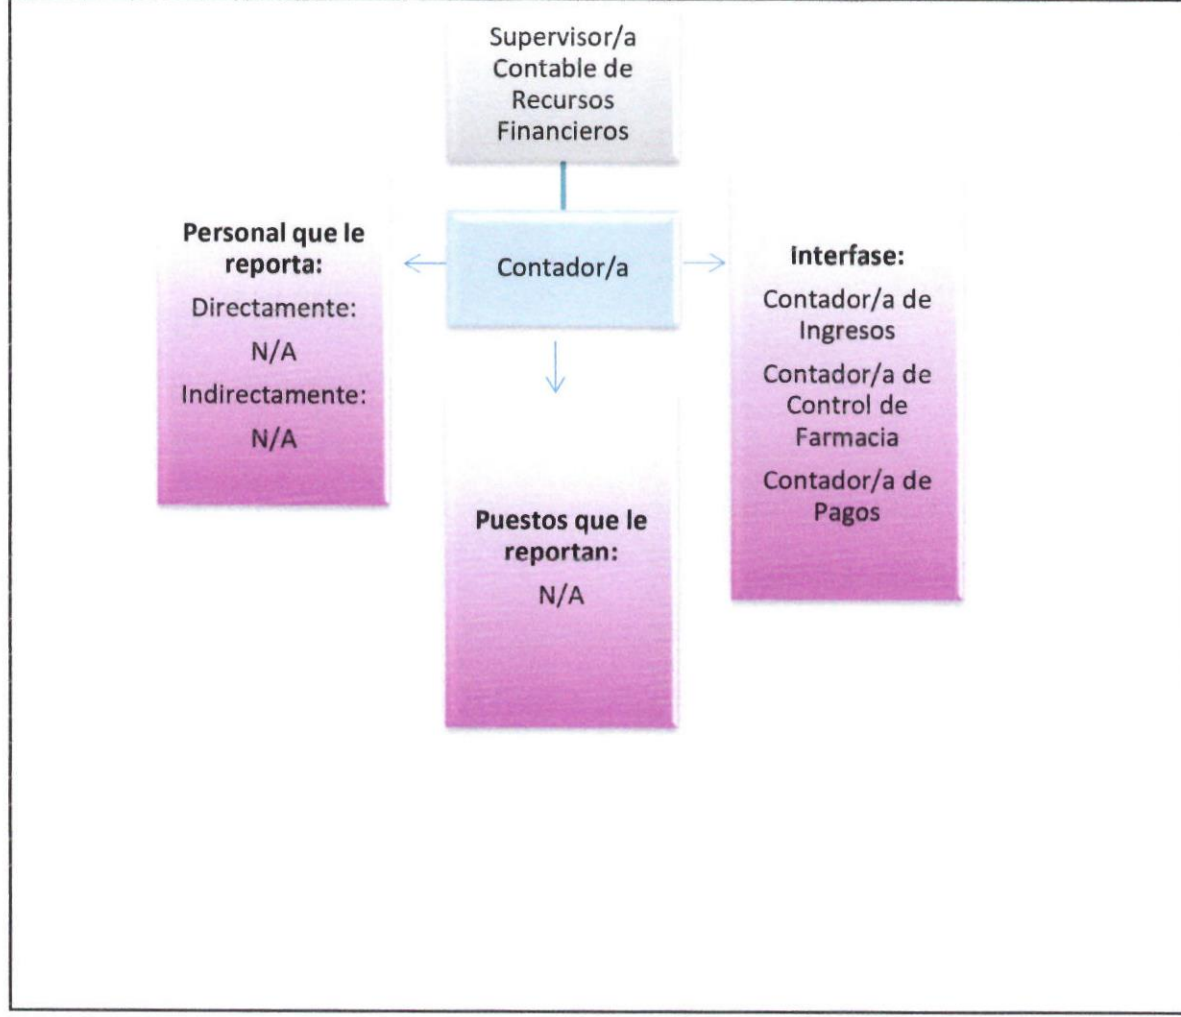 Supervisor/a
Contable de
Recursos
Financieros
Contador/a
Personal que le
reporta:
Directamente:
N/A
Indirectamente:
N/A
Puestos que le
reportan:
N/A
Interfase:
Contador/a de
Ingresos
Contador/a de
Control de
Farmacia
Contador/a de
Pagos